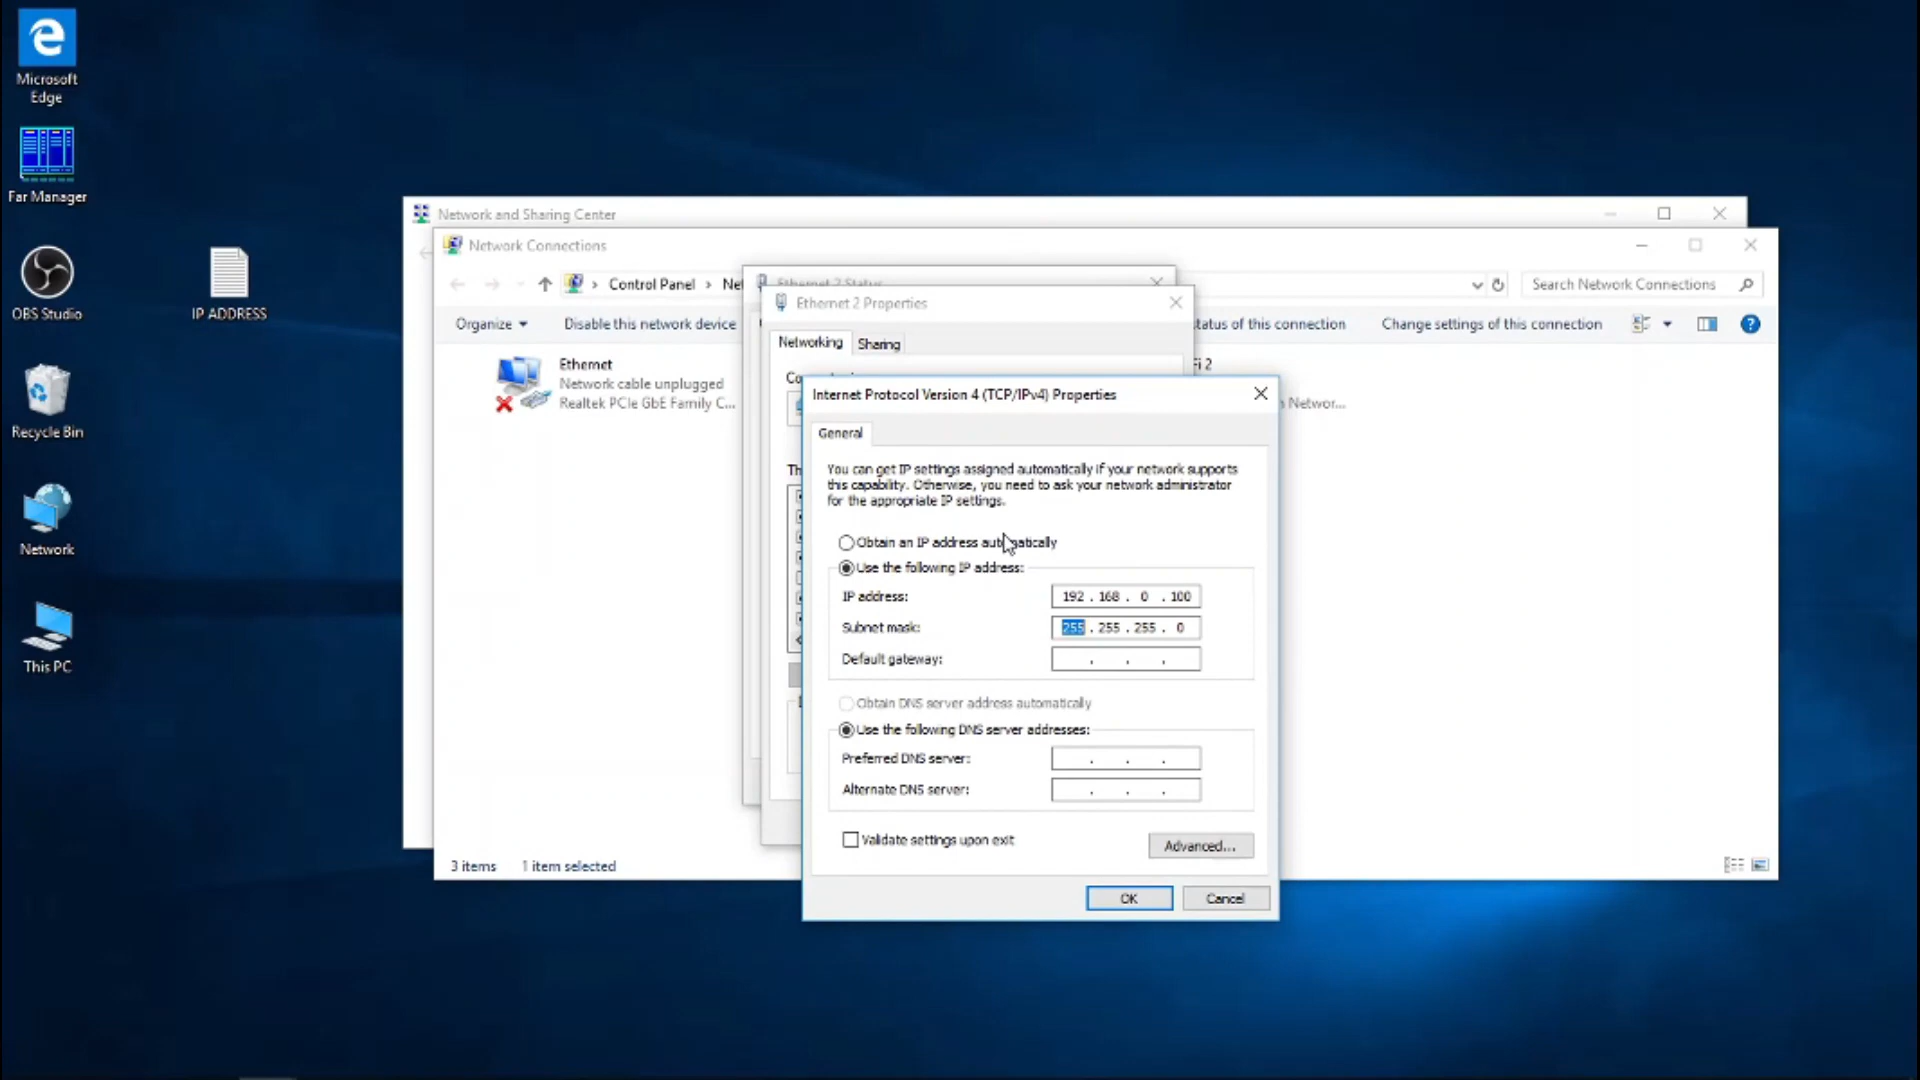 Microsoft
Edge
Far Manager
OBS Studio
IP ADDRESS
Recycle Bin
Network
This PC
Network and Sharing Center
Network Connections
Control Panel
Search Network Connections
Organize
Disable this network device
status of this connection
Change settings of this connection
Ethernet
Network cable unplugged
Realtek PCIe GbE Family C...
3 items 1 item selected
Ethernet 2 Status
Ethernet 2 Properties
Networking
Sharing
Internet Protocol Version 4 (TCP/IPv4) Properties
General
You can get IP settings assigned automatically if your network supports
this capability. Otherwise, you need to ask your network administrator
for the appropriate IP settings.
Obtain an IP address automatically
Use the following IP address:
IP address: 192 . 168 . 0 . 100
Subnet mask: 255 . 255 . 255 . 0
Default gateway: . . .
Obtain DNS server address automatically
Use the following DNS server addresses:
Preferred DNS server: . . .
Alternate DNS server: . . .
Validate settings upon exit
Advanced...
OK
Cancel